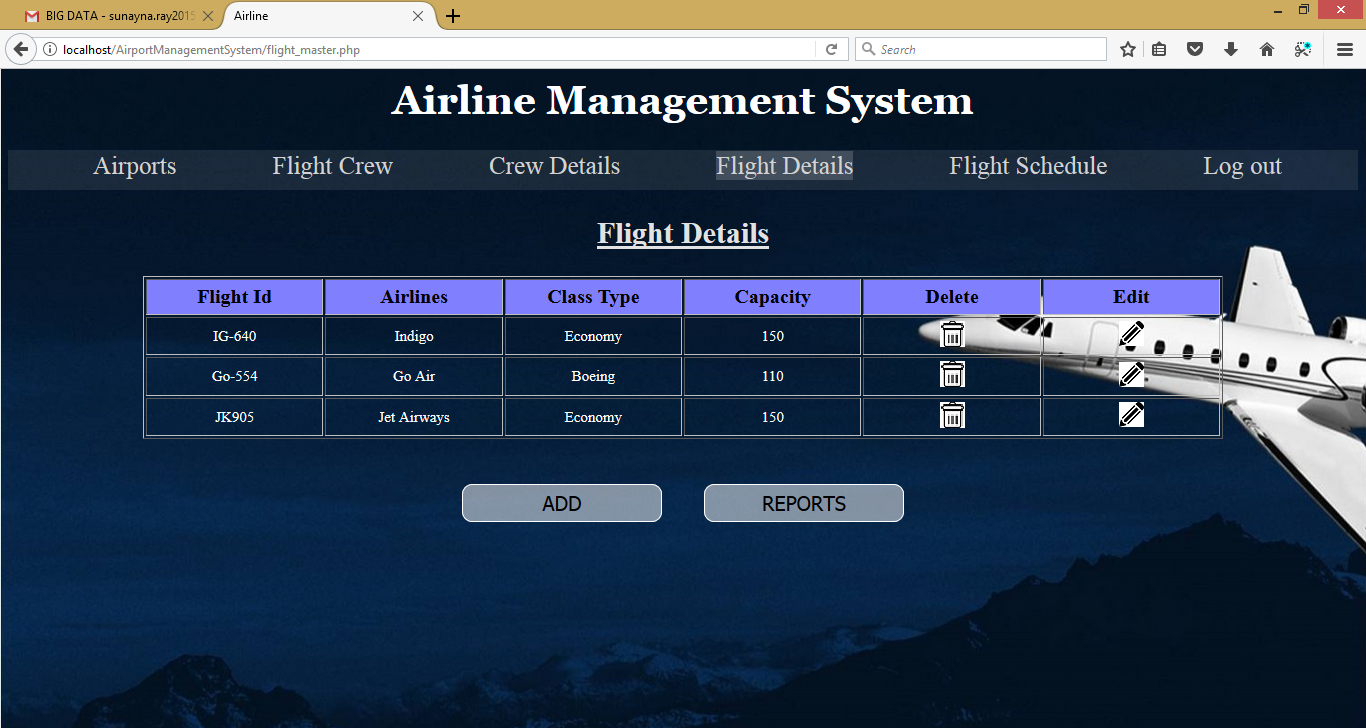 BIG DATA - sunayna.ray2015
Airline
localhost/AirportManagementSystem/flight_master.php
Search
Airline Management System
Airports Flight Crew Crew Details Flight Details Flight Schedule Log out
Flight Details
Flight Id Airlines Class Type Capacity Delete Edit
IG-640 Indigo Economy 150
Go-554 Go Air Boeing 110
JK905 Jet Airways Economy 150
ADD REPORTS